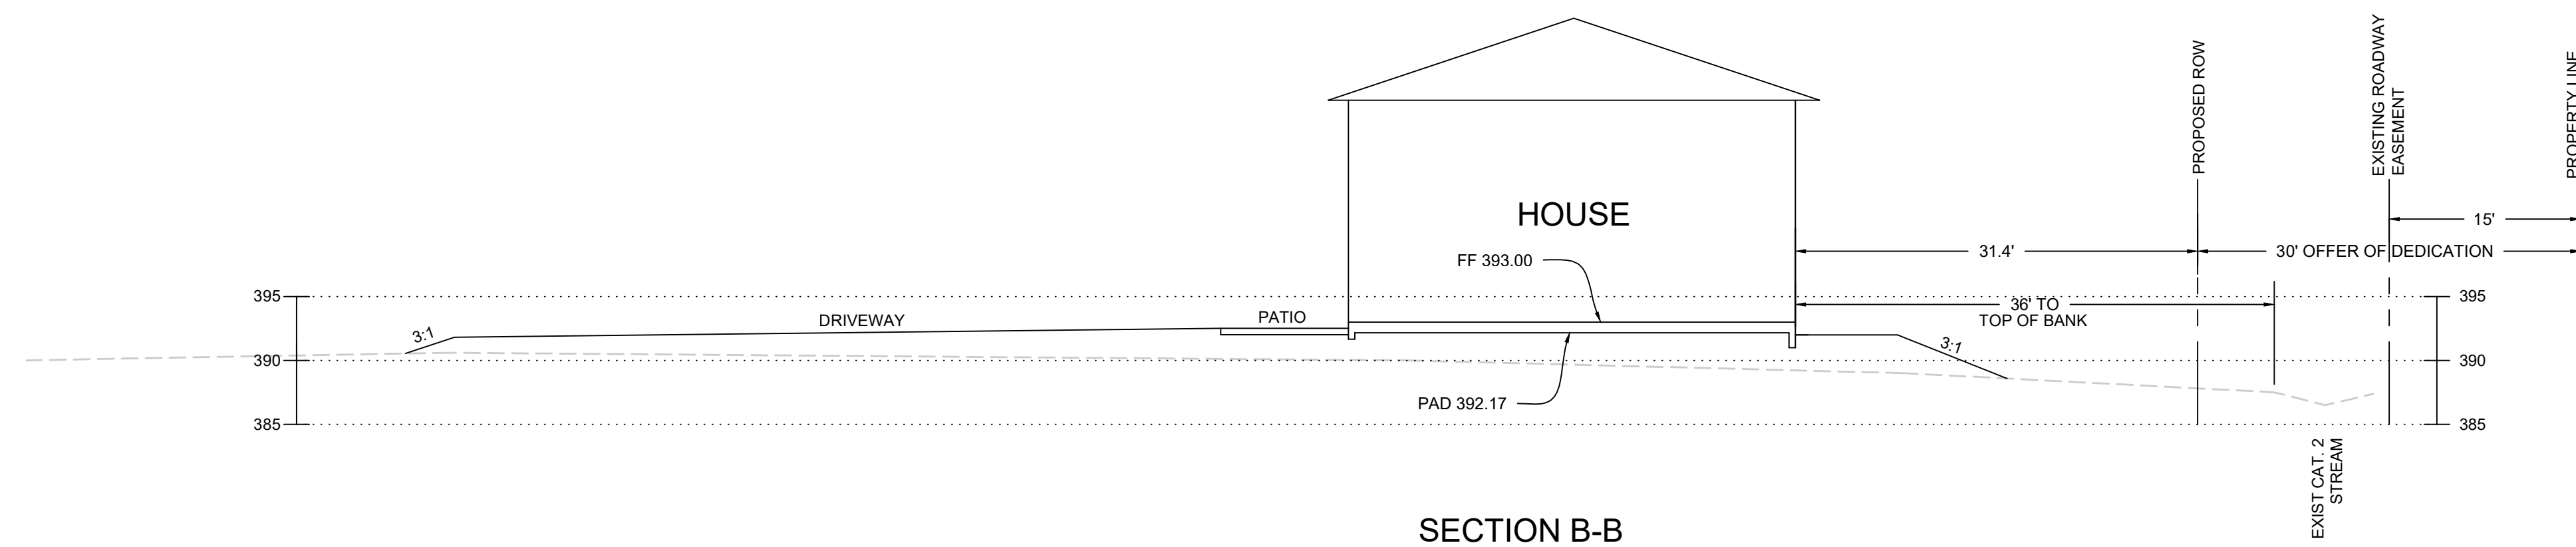 PROPOSED ROW
EXISTING ROADWAY
EASEMENT
PROPERTY LINE
HOUSE
15'
FF 393.00
31.4'
30' OFFER OF DEDICATION
395
3:1
DRIVEWAY
PATIO
36' TO
TOP OF BANK
395
390
3:1
390
PAD 392.17
385
385
EXIST CAT. 2
STREAM
SECTION B-B